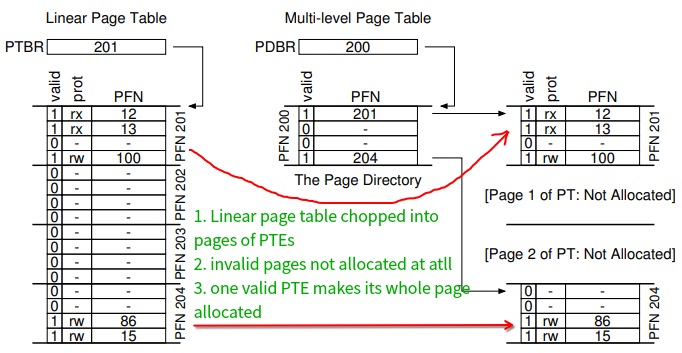 Linear Page Table
PTBR 201
valid prot PFN
1 rx 12
1 rx 13
0 - -
1 rw 100
PFN 201
0 - -
0 - -
0 - -
0 - -
PFN 202
0 - -
0 - -
0 - -
0 - -
PFN 203
0 - -
0 - -
1 rw 86
1 rw 15
PFN 204
Multi-level Page Table
PDBR 200
valid PFN
1 201
0 -
0 -
1 204
PFN 200
The Page Directory
1. Linear page table chopped into
pages of PTEs
2. invalid pages not allocated at atll
3. one valid PTE makes its whole page
allocated
valid prot PFN
1 rx 12
1 rx 13
0 - -
1 rw 100
PFN 201
[Page 1 of PT: Not Allocated]
[Page 2 of PT: Not Allocated]
0 - -
0 - -
1 rw 86
1 rw 15
PFN 204